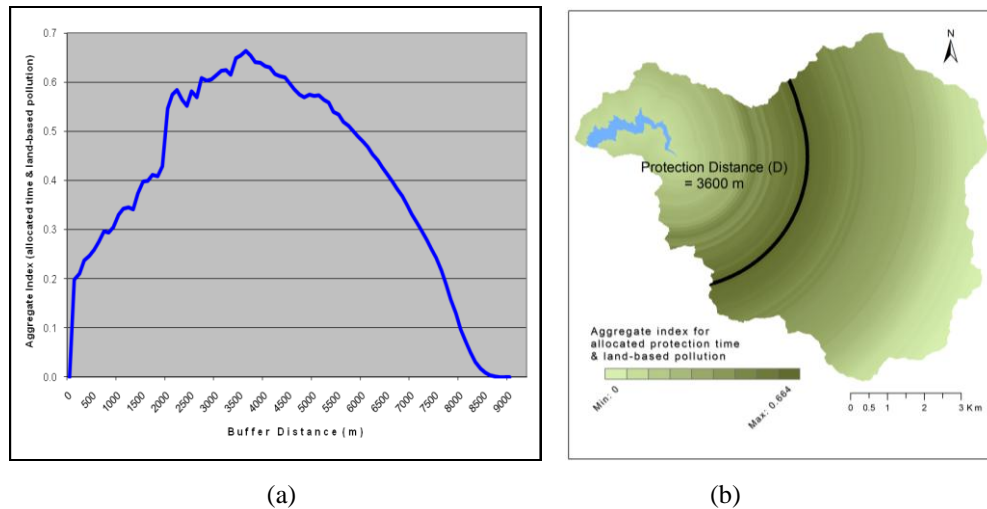 Aggregate index (allocated time & land-based pollution)
0.7
0.6
0.5
0.4
0.3
0.2
0.1
0.0
0
500
1000
1500
2000
2500
3000
3500
4000
4500
5000
5500
6000
6500
7000
7500
8000
8500
9000
Buffer Distance (m)
(a)
N
Protection Distance (D)
= 3600 m
Aggregate index for
allocated protection time
& land-based pollution
Min: 0
Max: 0.664
0 0.5 1 2 3 Km
(b)